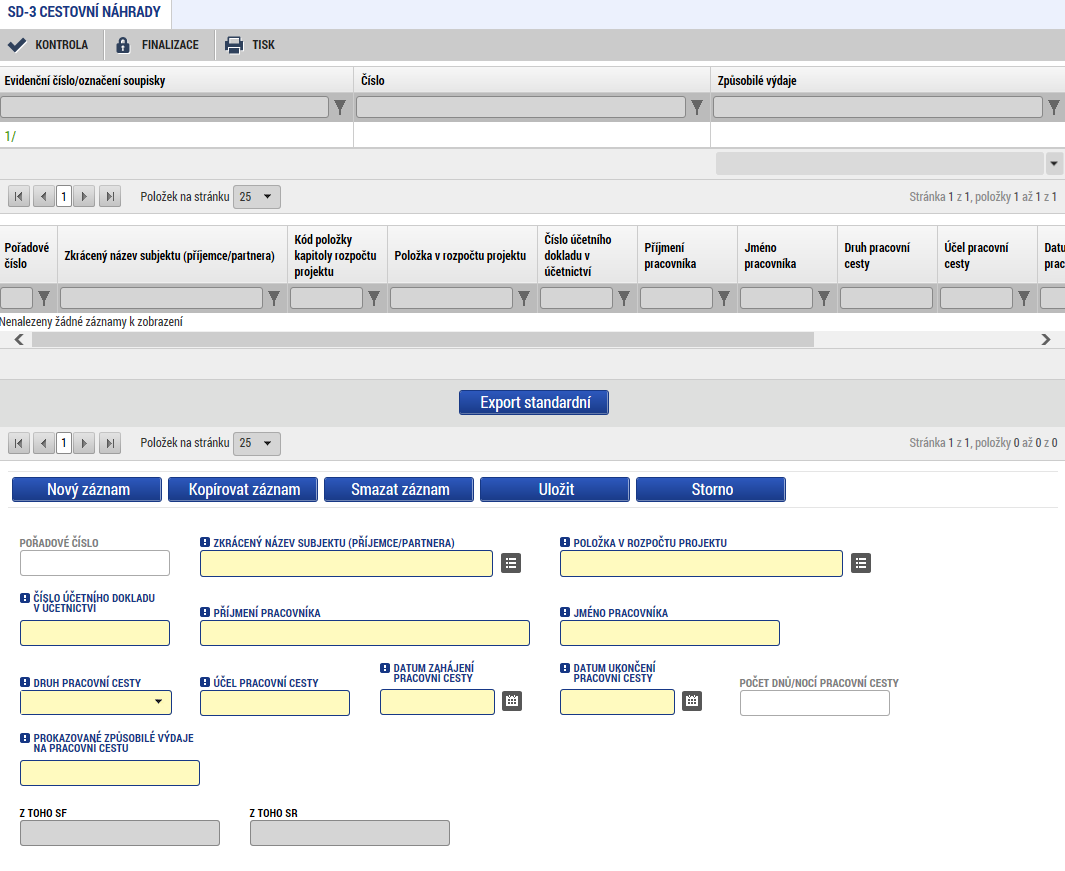 SD-3 CESTOVNÍ NÁHRADY
KONTROLA FINALIZACE TISK
Evidenční číslo/označení soupisky Číslo Způsobilé výdaje
1/
1 Položek na stránku 25 Stránka 1 z 1, položky 1 až 1 z 1
Pořadové číslo Zkrácený název subjektu (příjemce/partnera) Kód položky kapitoly rozpočtu projektu Položka v rozpočtu projektu Číslo účetního dokladu v účetnictví Příjmení pracovníka Jméno pracovníka Druh pracovní cesty Účel pracovní cesty Datu prac
Nenalezeny žádné záznamy k zobrazení
Export standardní
1 Položek na stránku 25 Stránka 1 z 1, položky 0 až 0 z 0
Nový záznam Kopírovat záznam Smazat záznam Uložit Storno
POŘADOVÉ ČÍSLO ZKRÁCENÝ NÁZEV SUBJEKTU (PŘÍJEMCE/PARTNERA) POLOŽKA V ROZPOČTU PROJEKTU
ČÍSLO ÚČETNÍHO DOKLADU
V ÚČETNICTVÍ PŘÍJMENÍ PRACOVNÍKA JMÉNO PRACOVNÍKA
DRUH PRACOVNÍ CESTY ÚČEL PRACOVNÍ CESTY DATUM ZAHÁJENÍ PRACOVNÍ CESTY DATUM UKONČENÍ PRACOVNÍ CESTY POČET DNŮ/NOCÍ PRACOVNÍ CESTY
PROKAZOVANÉ ZPŮSOBILÉ VÝDAJE
NA PRACOVNÍ CESTU
Z TOHO SF Z TOHO SR